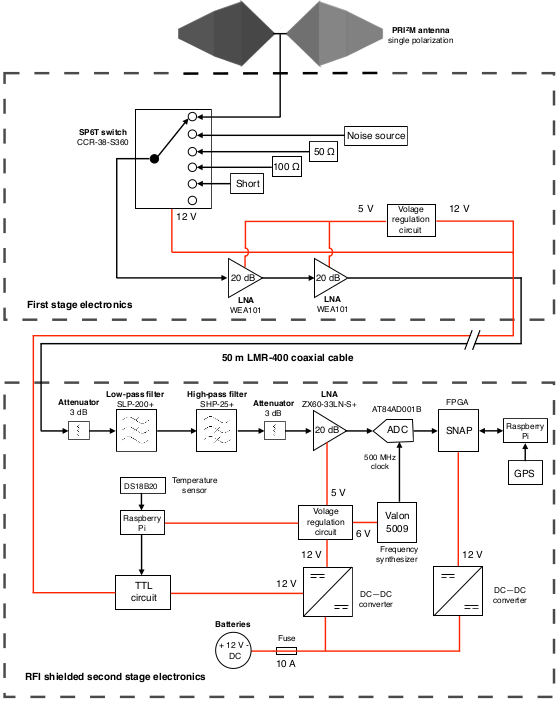 PRI²M antenna
single polarization
SP6T switch
CCR-38-S360
Noise source
50 Ω
100 Ω
Short
12 V
5 V
Volage
regulation
circuit
12 V
20 dB
20 dB
LNA
WEA101
LNA
WEA101
First stage electronics
50 m LMR-400 coaxial cable
Attenuator
3 dB
Low-pass filter
SLP-200+
High-pass filter
SHP-25+
Attenuator
3 dB
LNA
ZX60-33LN-S+
20 dB
AT84AD001B
ADC
FPGA
SNAP
Raspberry
Pi
GPS
500 MHz
clock
DS18B20
Temperature
sensor
Raspberry
Pi
5 V
Volage
regulation
circuit
6 V
Valon
5009
Frequency
synthesizer
12 V
12 V
TTL
circuit
12 V
DC—DC
converter
DC—DC
converter
Batteries
+ 12 V -
DC
Fuse
10 A
RFI shielded second stage electronics